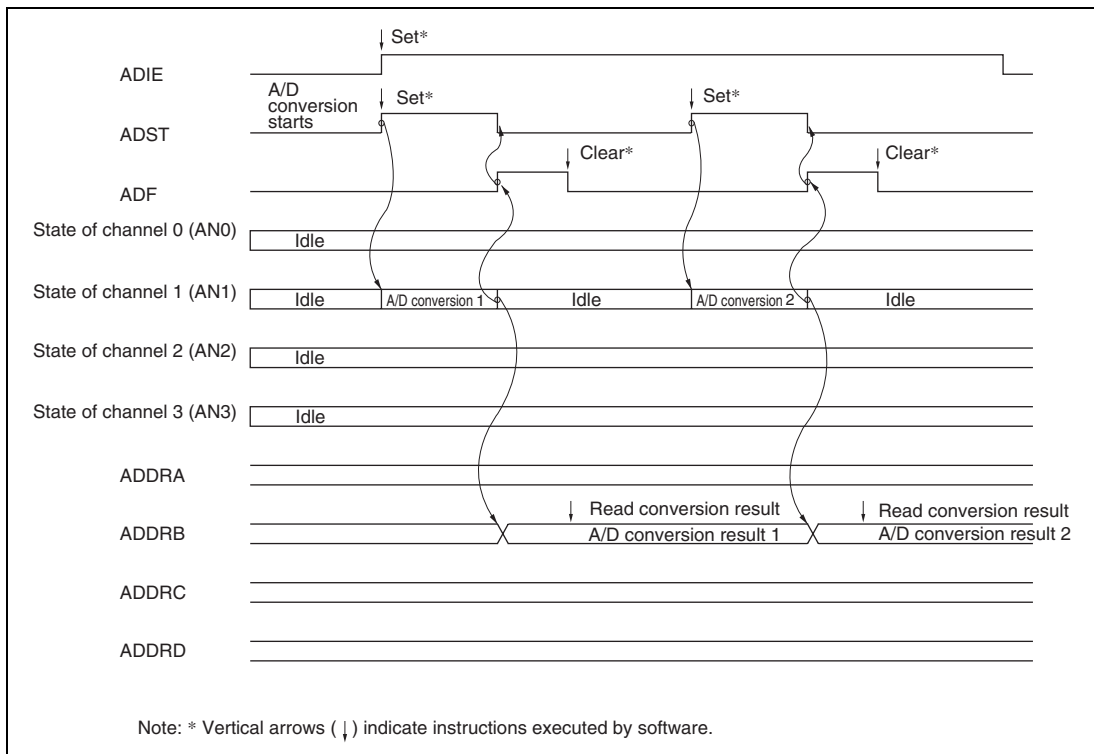 Set*
ADIE
A/D
conversion
starts
Set*
Set*
ADST
Clear*
Clear*
ADF
State of channel 0 (AN0)
Idle
State of channel 1 (AN1)
Idle
A/D conversion 1
Idle
A/D conversion 2
Idle
State of channel 2 (AN2)
Idle
State of channel 3 (AN3)
Idle
ADDRA
Read conversion result
Read conversion result
ADDRB
A/D conversion result 1
A/D conversion result 2
ADDRC
ADDRD
Note: * Vertical arrows (↓) indicate instructions executed by software.